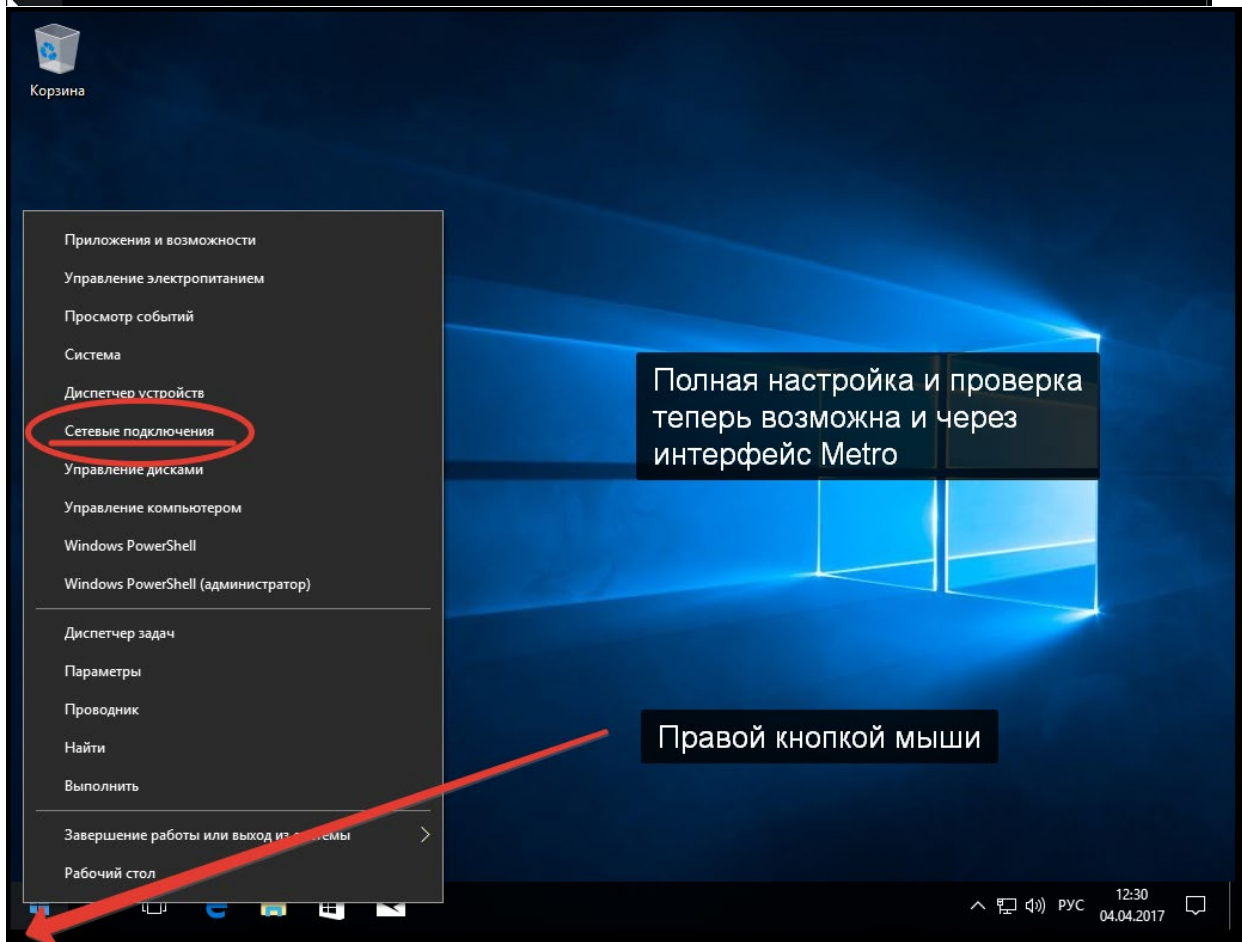 Корзина
Приложения и возможности
Управление электропитанием
Просмотр событий
Система
Диспетчер устройств
Сетевые подключения
Управление дисками
Управление компьютером
Windows PowerShell
Windows PowerShell (администратор)
Диспетчер задач
Параметры
Проводник
Найти
Выполнить
Завершение работы или выход из системы
Рабочий стол
Полная настройка и проверка
теперь возможна и через
интерфейс Metro
Правой кнопкой мыши
РУС
12:30
04.04.2017